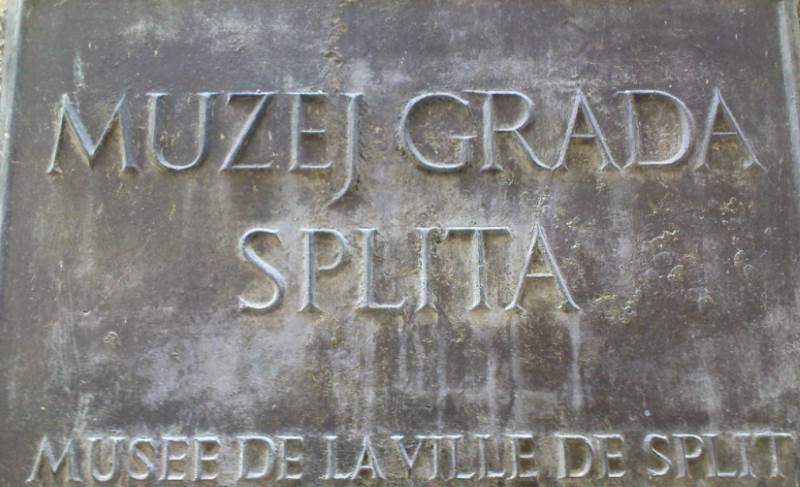 MUZEJ GRADA
SPLITA
MUSEE DE LA VILLE DE SPLIT